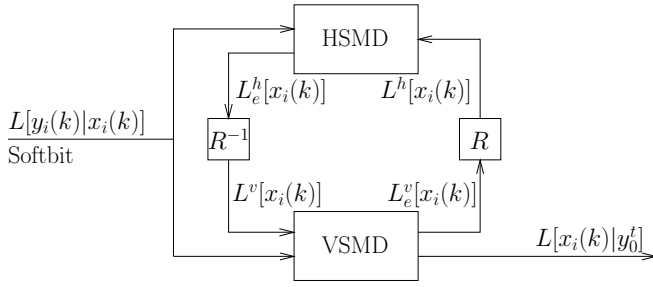 HSMD
L_e^h[x_i(k)] L^h[x_i(k)]
L[y_i(k)|x_i(k)]
Softbit
R^{-1} R
L^v[x_i(k)] L_e^v[x_i(k)]
VSMD
L[x_i(k)|y_0^t]